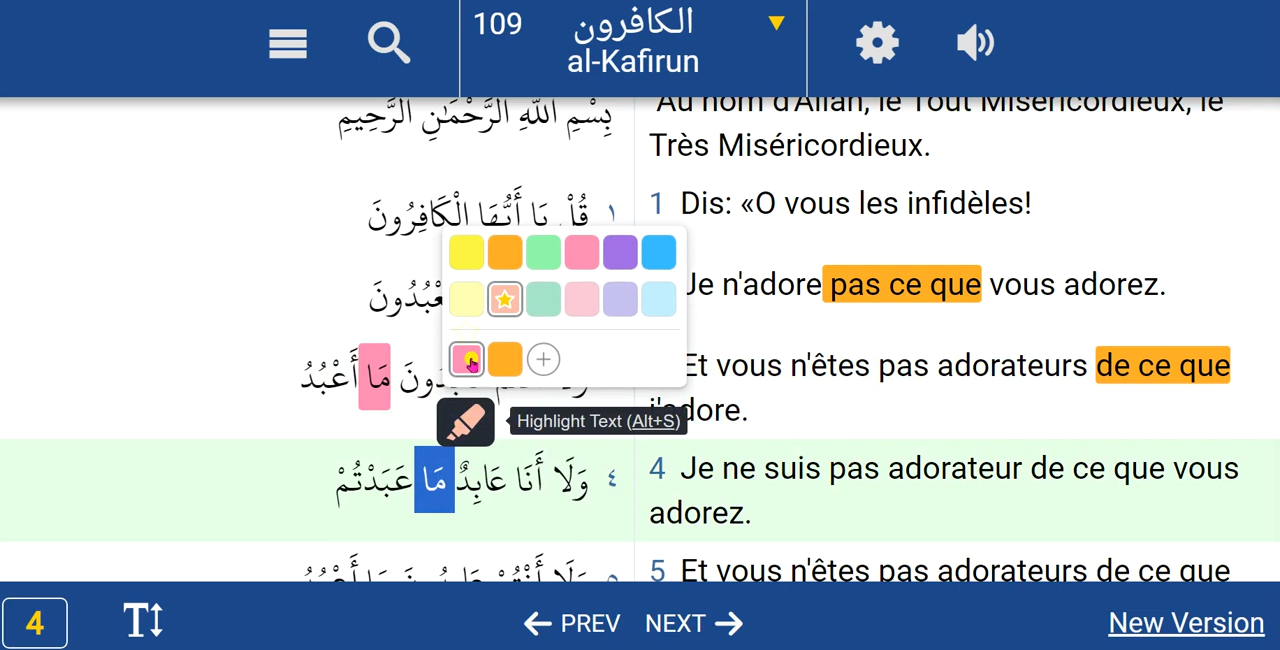 109
الكافرون
al-Kafirun
بِسْمِ اللَّهِ الرَّحْمَٰنِ الرَّحِيمِ
Au nom d'Allah, le Tout Miséricordieux, le
Très Miséricordieux.
١ قُلْ يَا أَيُّهَا الْكَافِرُونَ
1 Dis: «O vous les infidèles!
Je n'adore pas ce que vous adorez.
مَا أَعْبُدُ
Et vous n'êtes pas adorateurs de ce que
j'adore.
Highlight Text (Alt+S)
٤ وَلَا أَنَا عَابِدٌ مَا عَبَدْتُمْ
4 Je ne suis pas adorateur de ce que vous
adorez.
٥ وَلَا أَنْتُمْ عَابِدُونَ مَا أَعْبُدُ
5 Et vous n'êtes pas adorateurs de ce que
4
T
PREV
NEXT
New Version